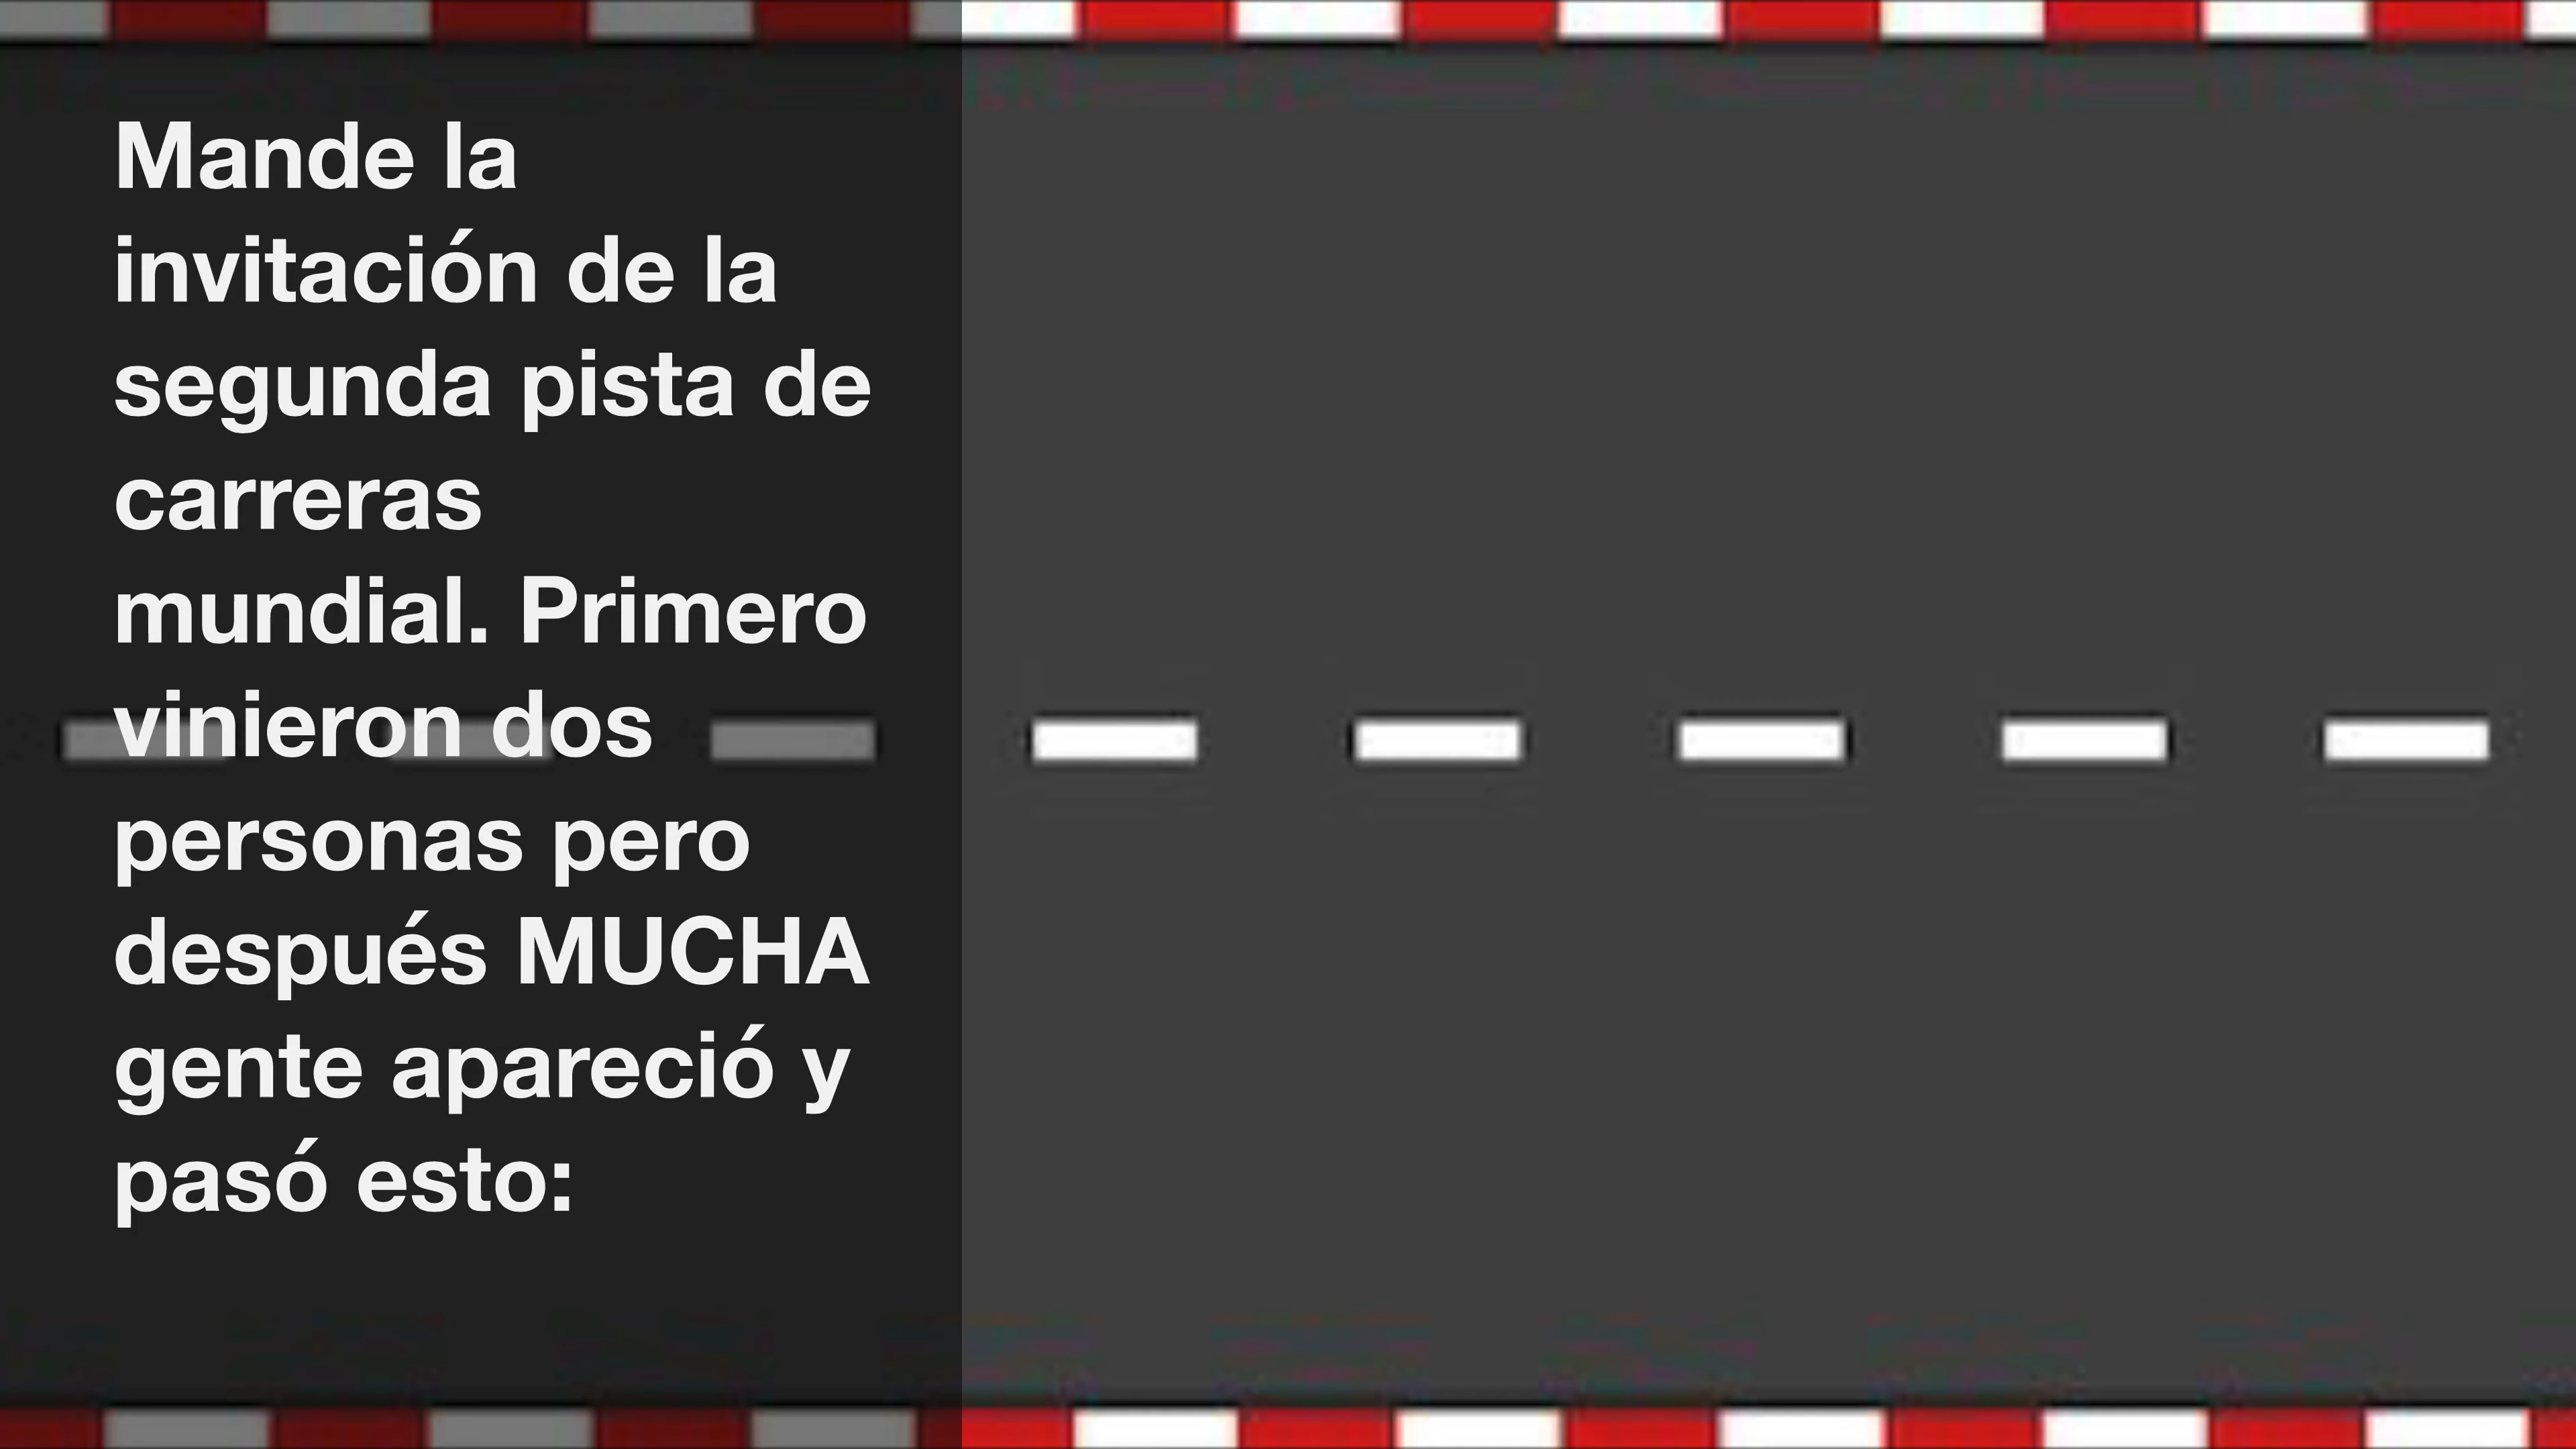 Mande la
invitación de la
segunda pista de
carreras
mundial. Primero
vinieron dos
personas pero
después MUCHA
gente apareció y
pasó esto: